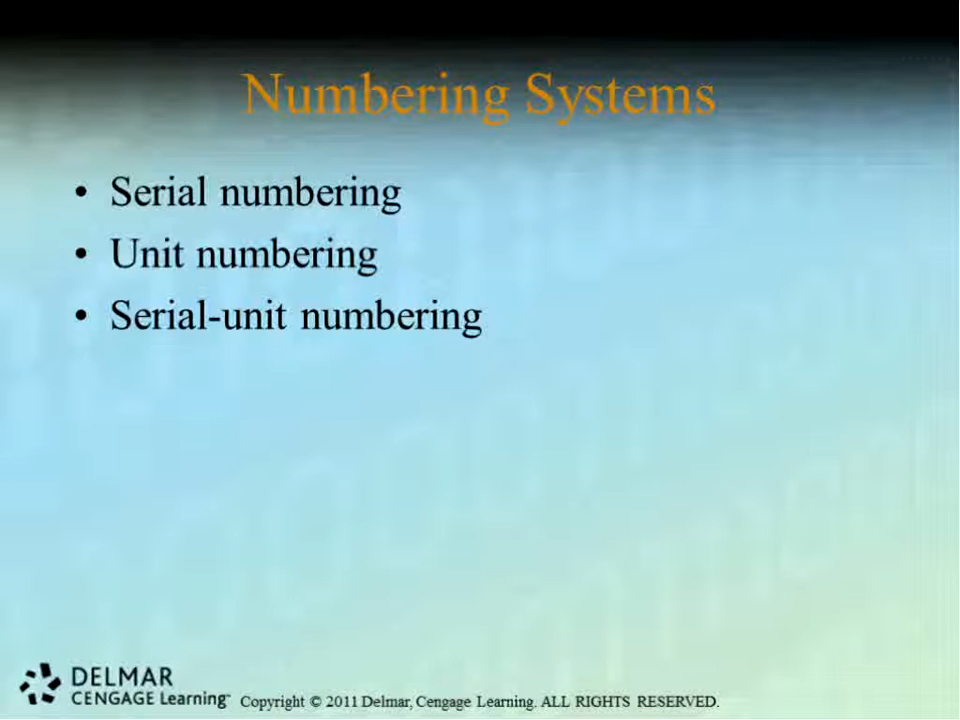 Numbering Systems
• Serial numbering
• Unit numbering
• Serial-unit numbering
DELMAR
CENGAGE Learning™
Copyright © 2011 Delmar, Cengage Learning. ALL RIGHTS RESERVED.